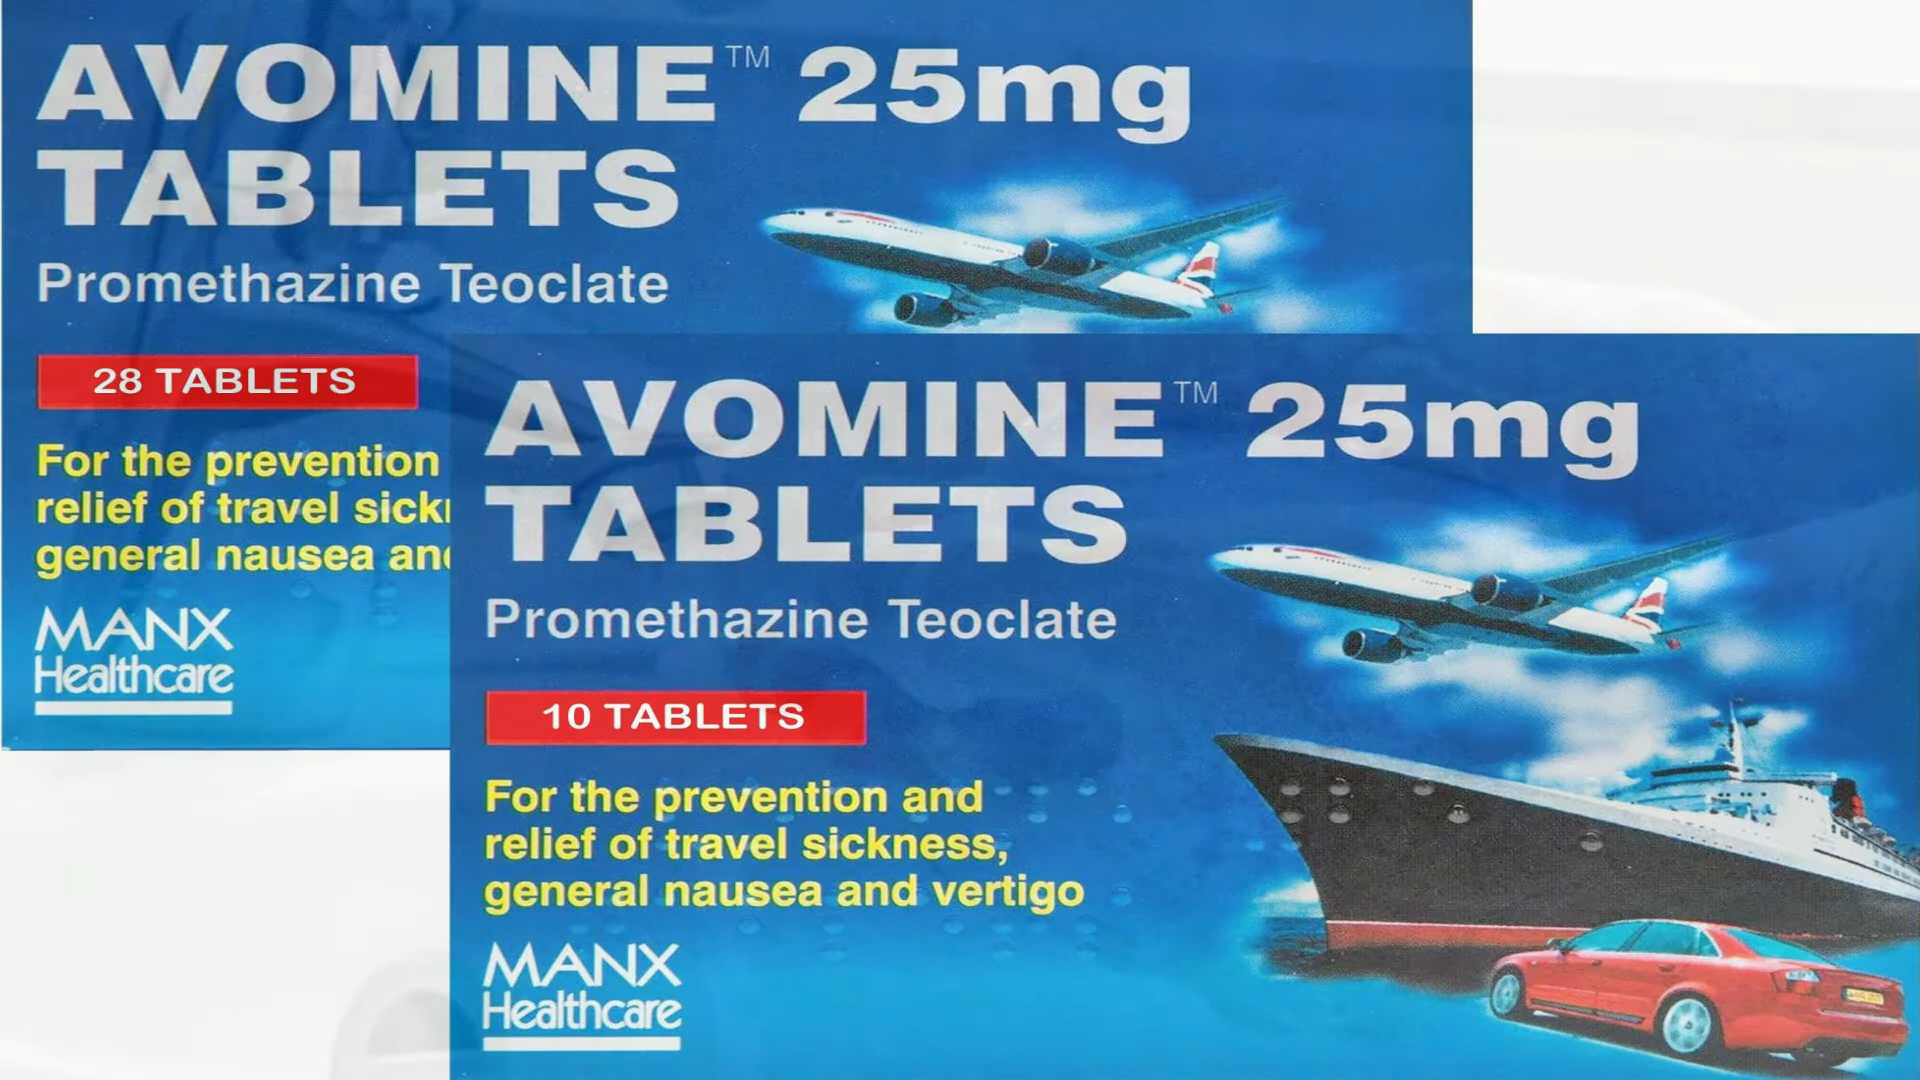 AVOMINE™ 25mg
TABLETS
Promethazine Teoclate
28 TABLETS
For the prevention
relief of travel
general nausea
MANX
Healthcare
AVOMINE™ 25mg
TABLETS
Promethazine Teoclate
10 TABLETS
For the prevention and
relief of travel sickness,
general nausea and vertigo
MANX
Healthcare